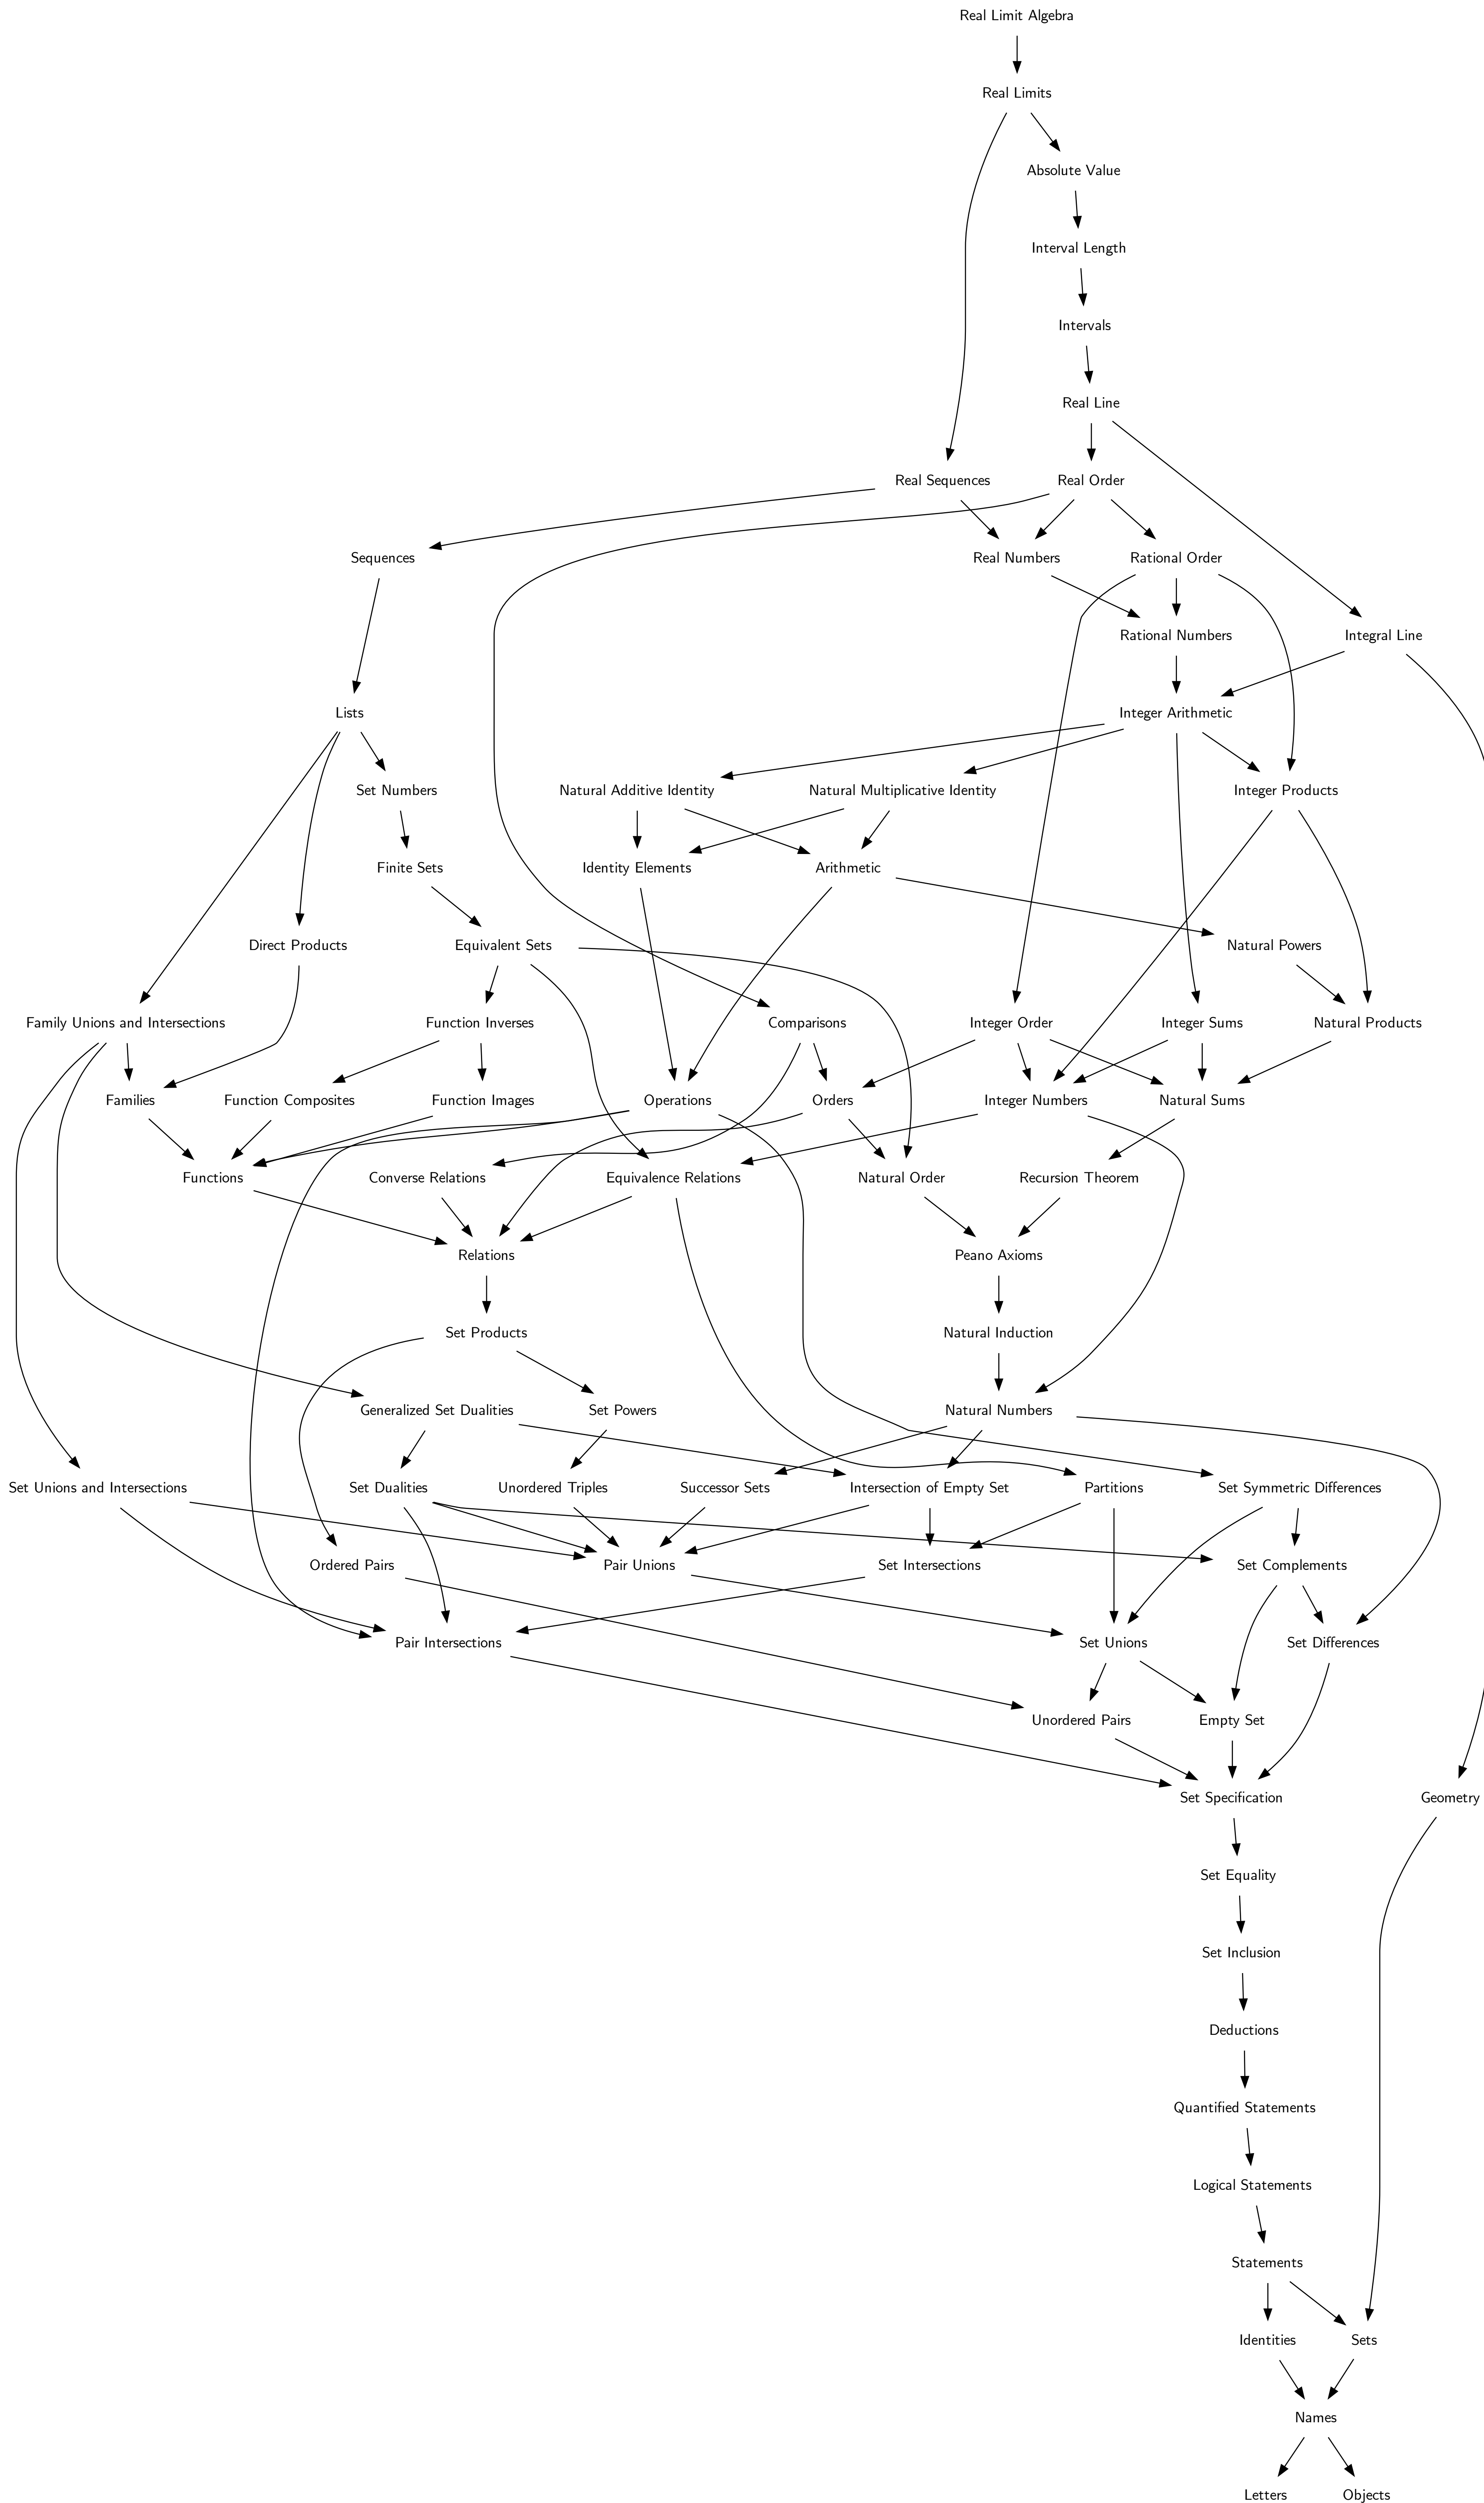 Real Limit Algebra
Real Limits
Absolute Value
Interval Length
Intervals
Real Line
Real Sequences
Real Order
Sequences
Real Numbers
Rational Order
Rational Numbers
Integral Line
Lists
Integer Arithmetic
Set Numbers
Natural Additive Identity
Natural Multiplicative Identity
Integer Products
Finite Sets
Identity Elements
Arithmetic
Direct Products
Equivalent Sets
Natural Powers
Family Unions and Intersections
Function Inverses
Comparisons
Integer Order
Integer Sums
Natural Products
Families
Function Composites
Function Images
Operations
Orders
Integer Numbers
Natural Sums
Functions
Converse Relations
Equivalence Relations
Natural Order
Recursion Theorem
Relations
Peano Axioms
Set Products
Natural Induction
Generalized Set Dualities
Set Powers
Natural Numbers
Set Unions and Intersections
Set Dualities
Unordered Triples
Successor Sets
Intersection of Empty Set
Partitions
Set Symmetric Differences
Ordered Pairs
Pair Unions
Set Intersections
Set Complements
Pair Intersections
Set Unions
Set Differences
Unordered Pairs
Empty Set
Set Specification
Geometry
Set Equality
Set Inclusion
Deductions
Quantified Statements
Logical Statements
Statements
Identities
Sets
Names
Letters
Objects